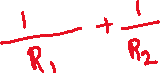 1/R₁ + 1/R₂